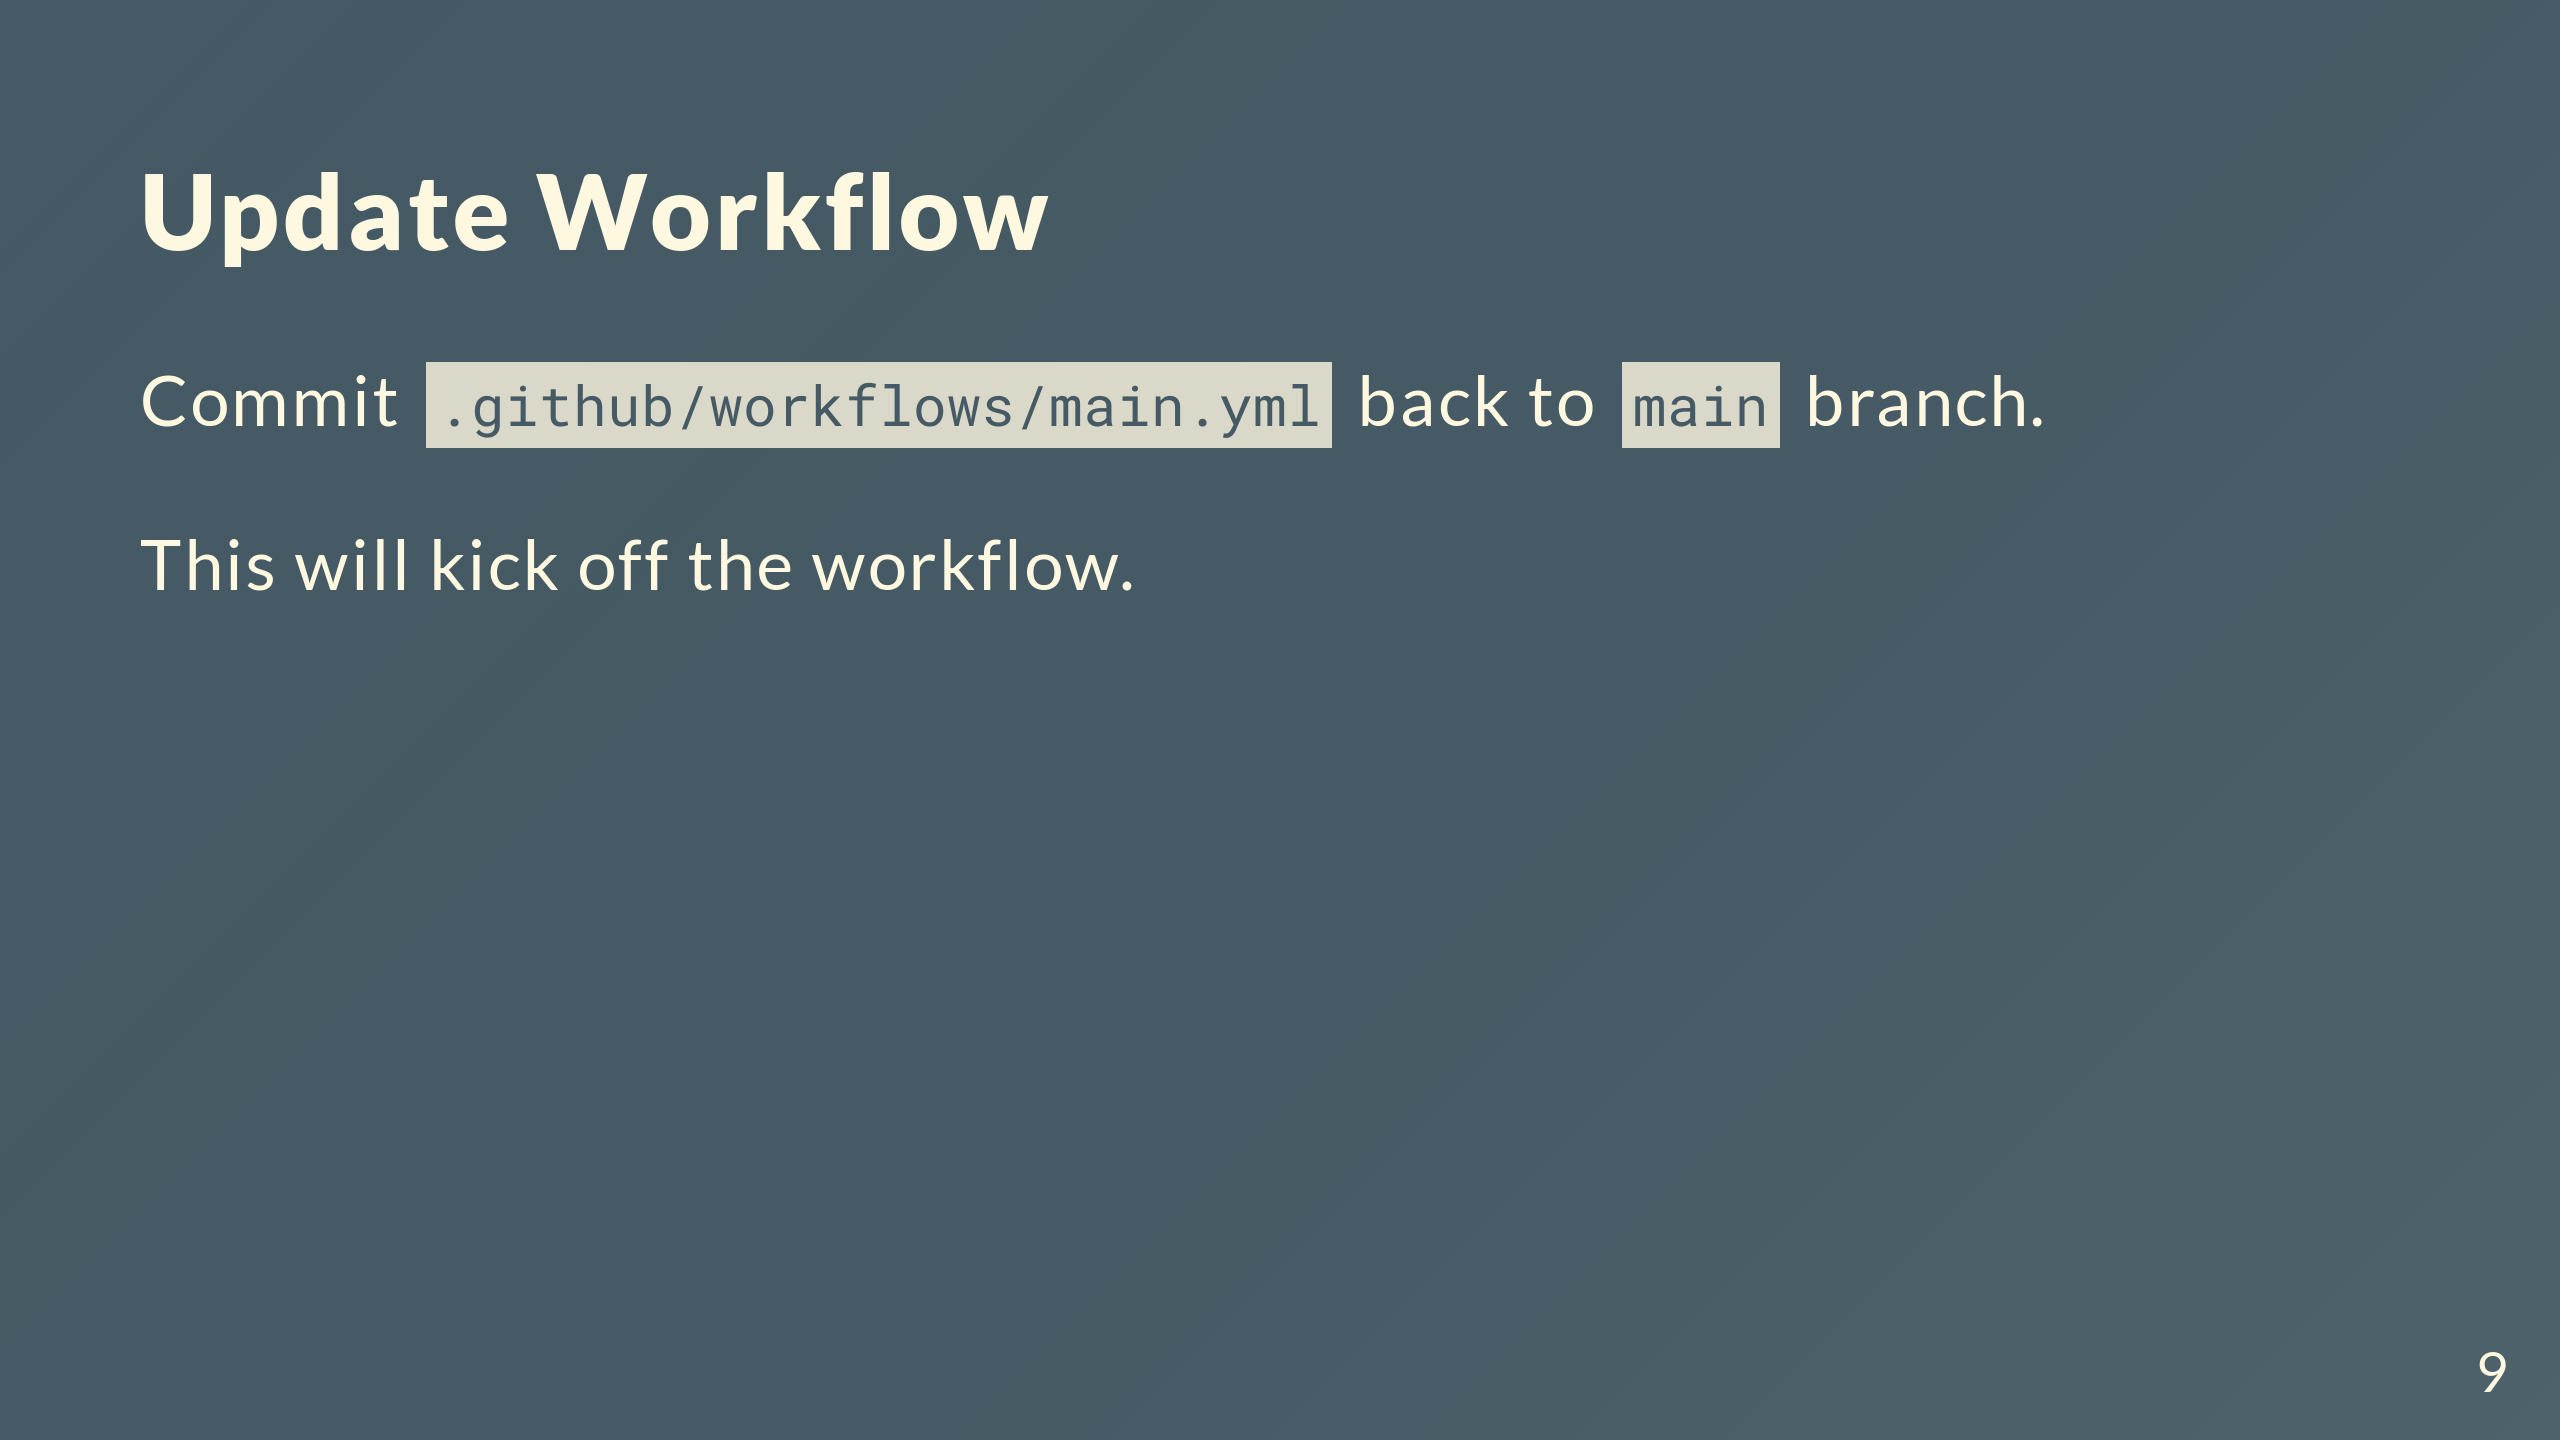 Update Workflow
Commit .github/workflows/main.yml back to main branch.
This will kick off the workflow.
9